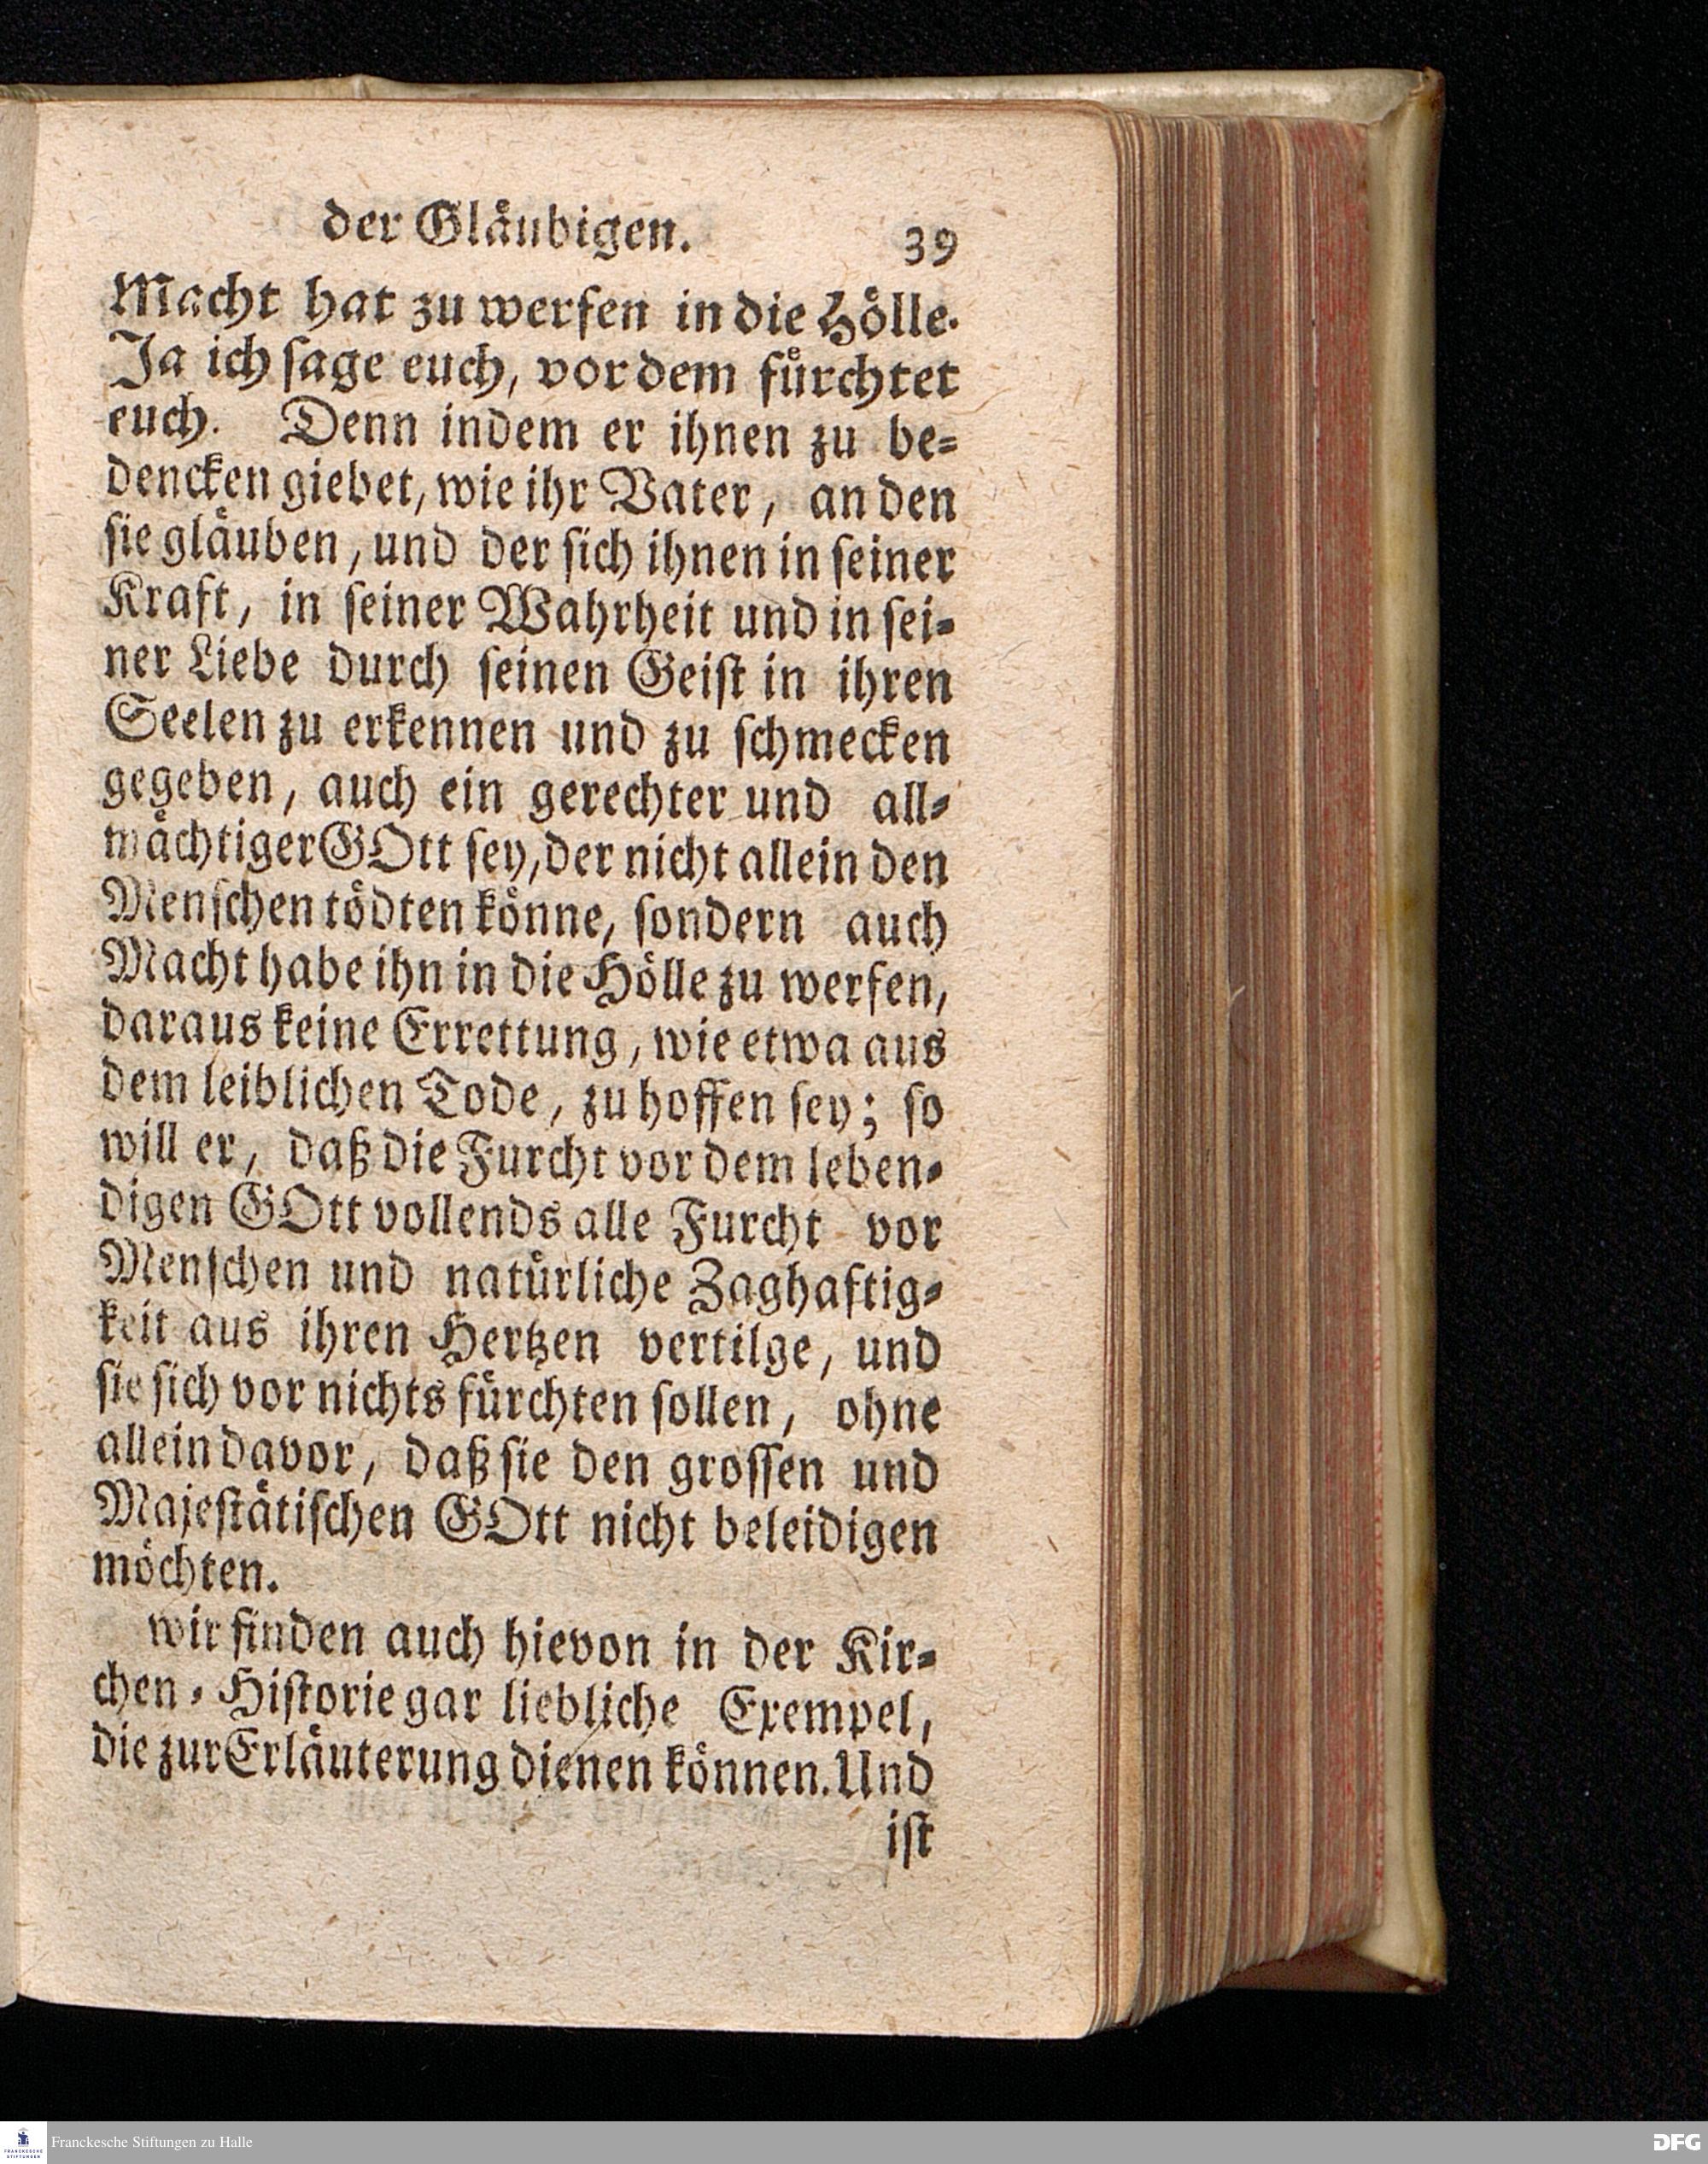 der Gläubigen. 39
Macht hat zu werfen in die Hölle.
Ja ich sage euch, vor dem fürchtet
euch. Denn indem er ihnen zu be-
dencken giebet, wie ihr Vater, an den
sie gläuben, und der sich ihnen in seiner
Kraft, in seiner Wahrheit und in sei-
ner Liebe durch seinen Geist in ihren
Seelen zu erkennen und zu schmecken
gegeben, auch ein gerechter und all-
mächtiger GOtt sey, der nicht allein den
Menschen tödten könne, sondern auch
Macht habe ihn in die Hölle zu werfen,
daraus keine Errettung, wie etwa aus
dem leiblichen Tode, zu hoffen sey; so
will er, daß die Furcht vor dem leben-
digen GOtt vollends alle Furcht vor
Menschen und natürliche Zaghaftig-
keit aus ihren Hertzen vertilge, und
sie sich vor nichts fürchten sollen, ohne
allein davor, daß sie den grossen und
Majestätischen GOtt nicht beleidigen
möchten.
wir finden auch hievon in der Kir-
chen-Historie gar liebliche Exempel,
die zur Erläuterung dienen können. Und
ist
FRANCKESCHE
STIFTUNGEN
Franckesche Stiftungen zu Halle
DFG